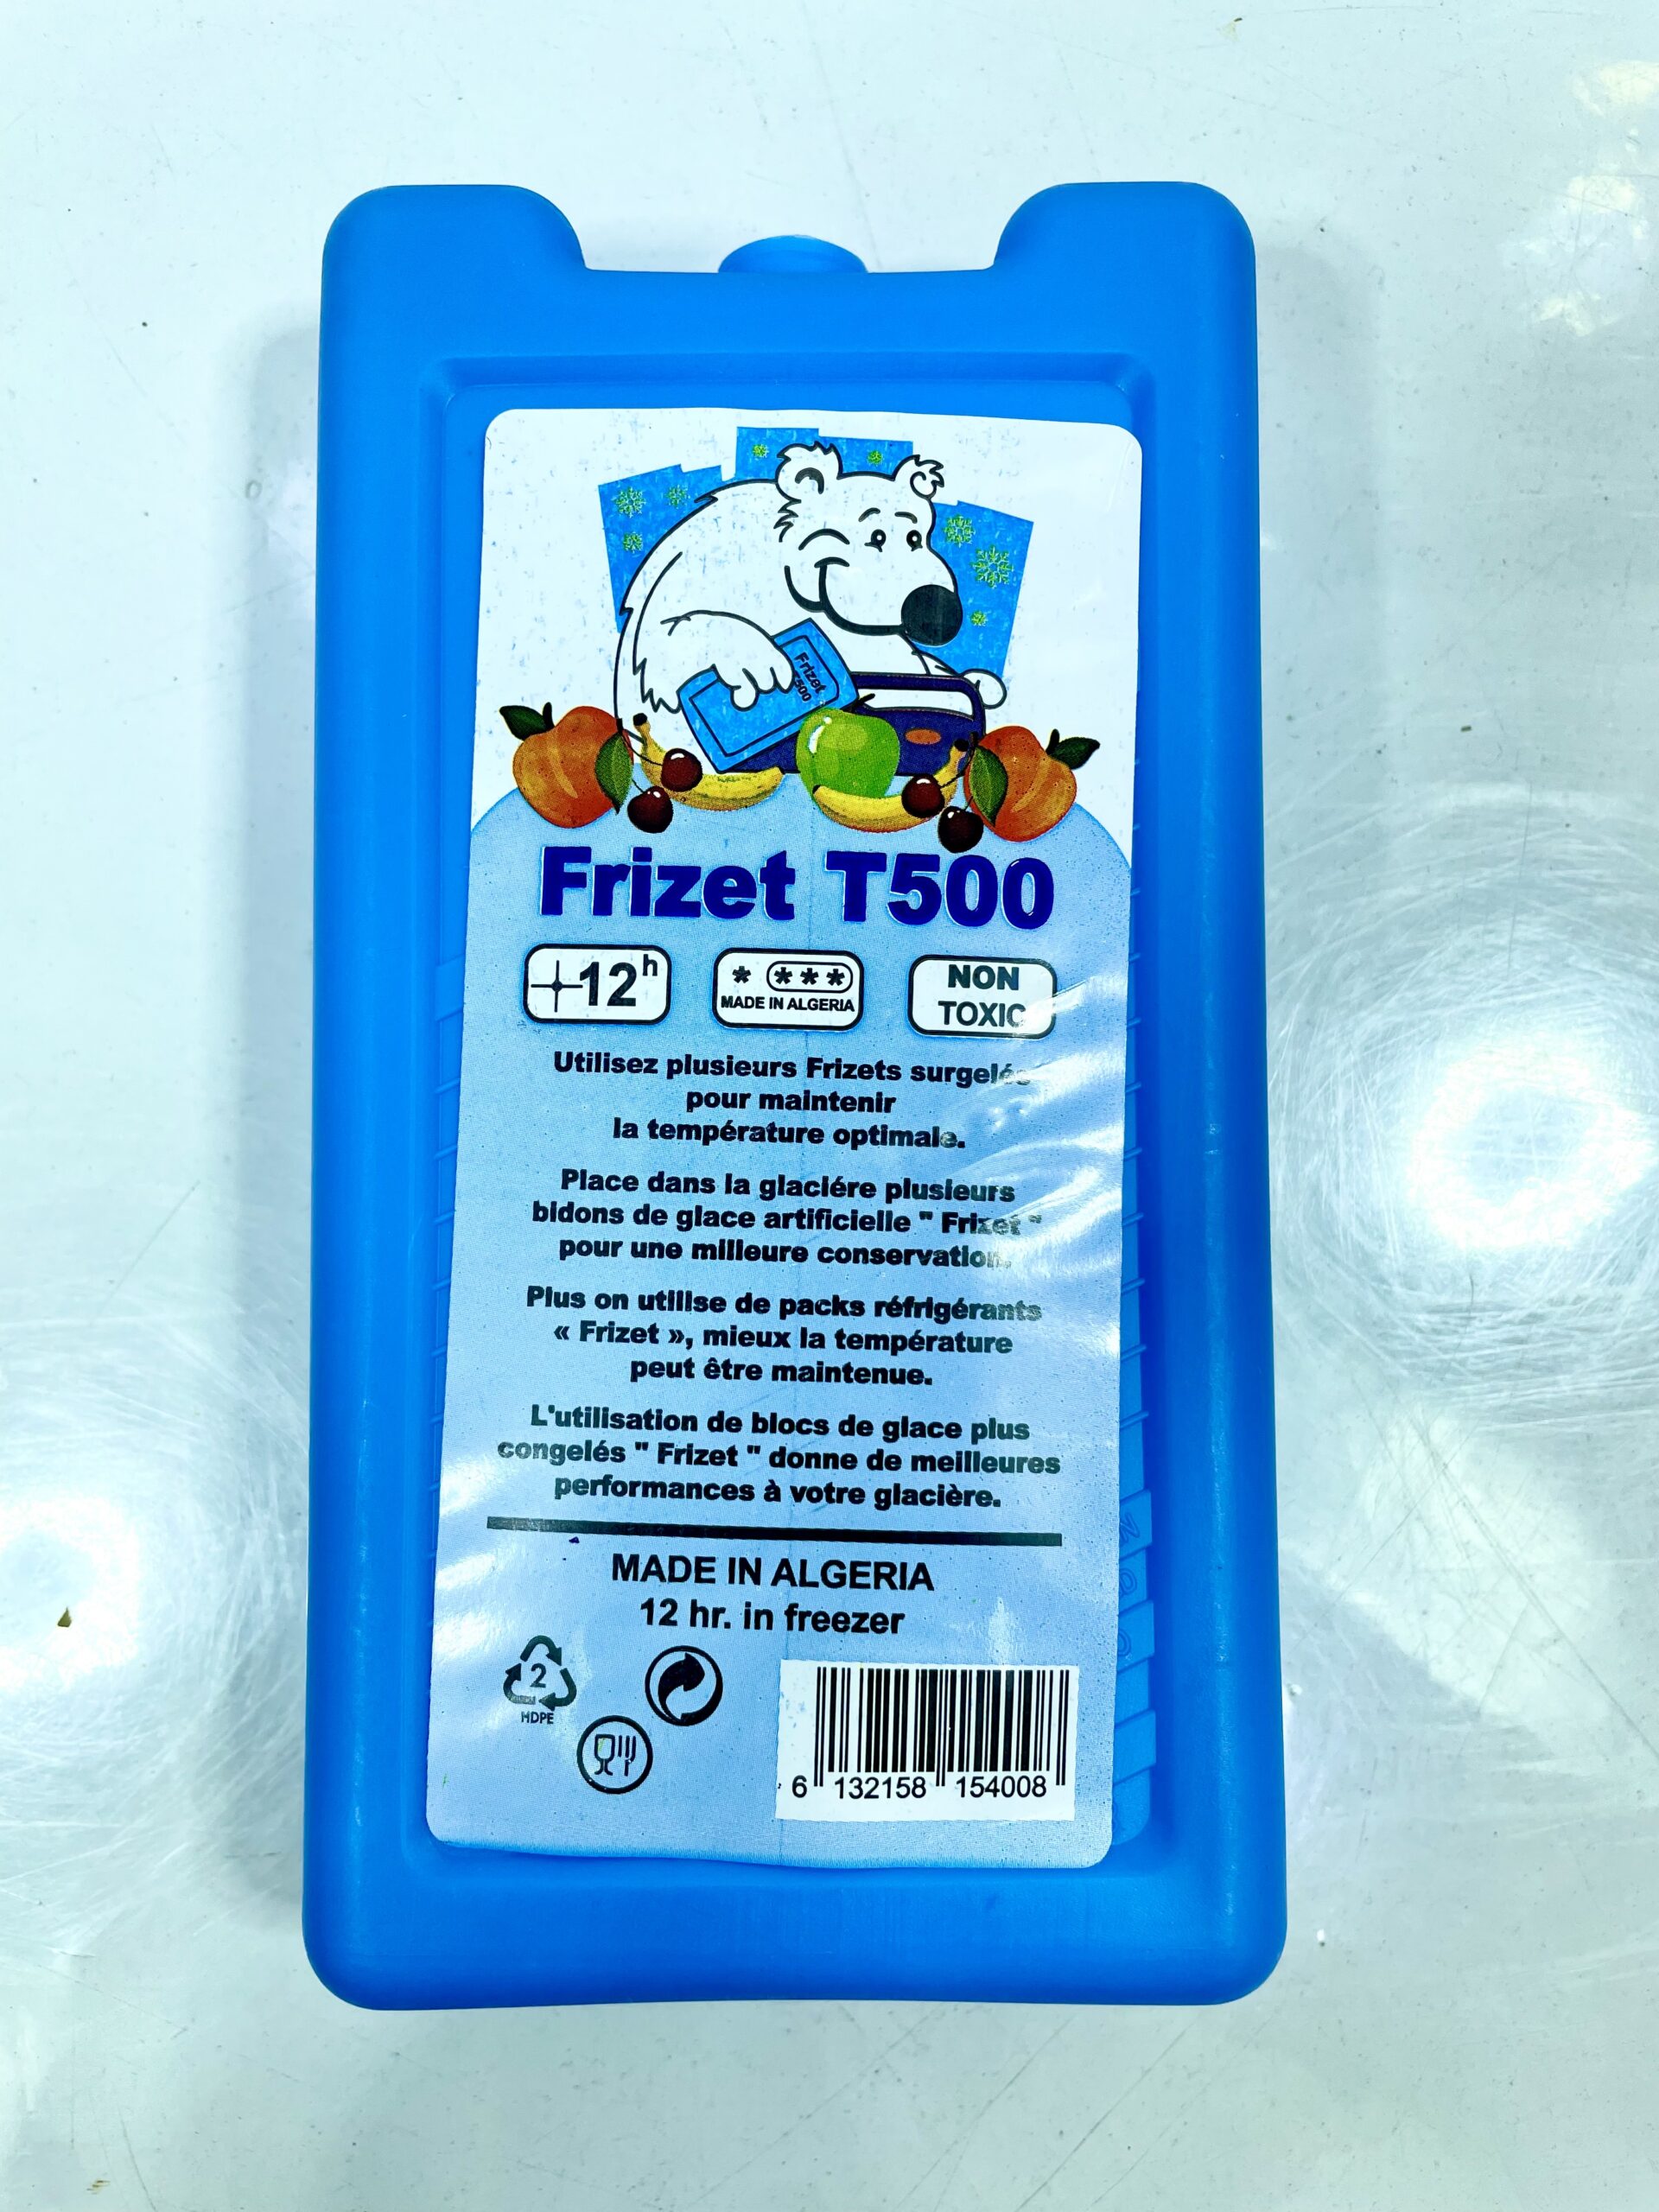 Frizet
T500
Frizet T500
12h
* ***
MADE IN ALGERIA
NON
TOXIC
Utilisez plusieurs Frizets surgelés
pour maintenir
la température optimale.
Place dans la glaciére plusieurs
bidons de glace artificielle " Frizet "
pour une milleure conservation.
Plus on utilise de packs réfrigérants
« Frizet », mieux la température
peut être maintenue.
L'utilisation de blocs de glace plus
congelés " Frizet " donne de meilleures
performances à votre glacière.
MADE IN ALGERIA
12 hr. in freezer
2
HDPE
6 132158 154008